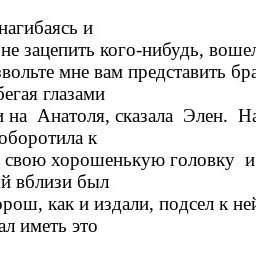 нагибаясь и
не зацепить кого-нибудь, вошел
звольте мне вам представить бра
бегая глазами
и на Анатоля, сказала Элен. На
оборотила к
свою хорошенькую головку и
й вблизи был
рош, как и издали, подсел к ней
ал иметь это